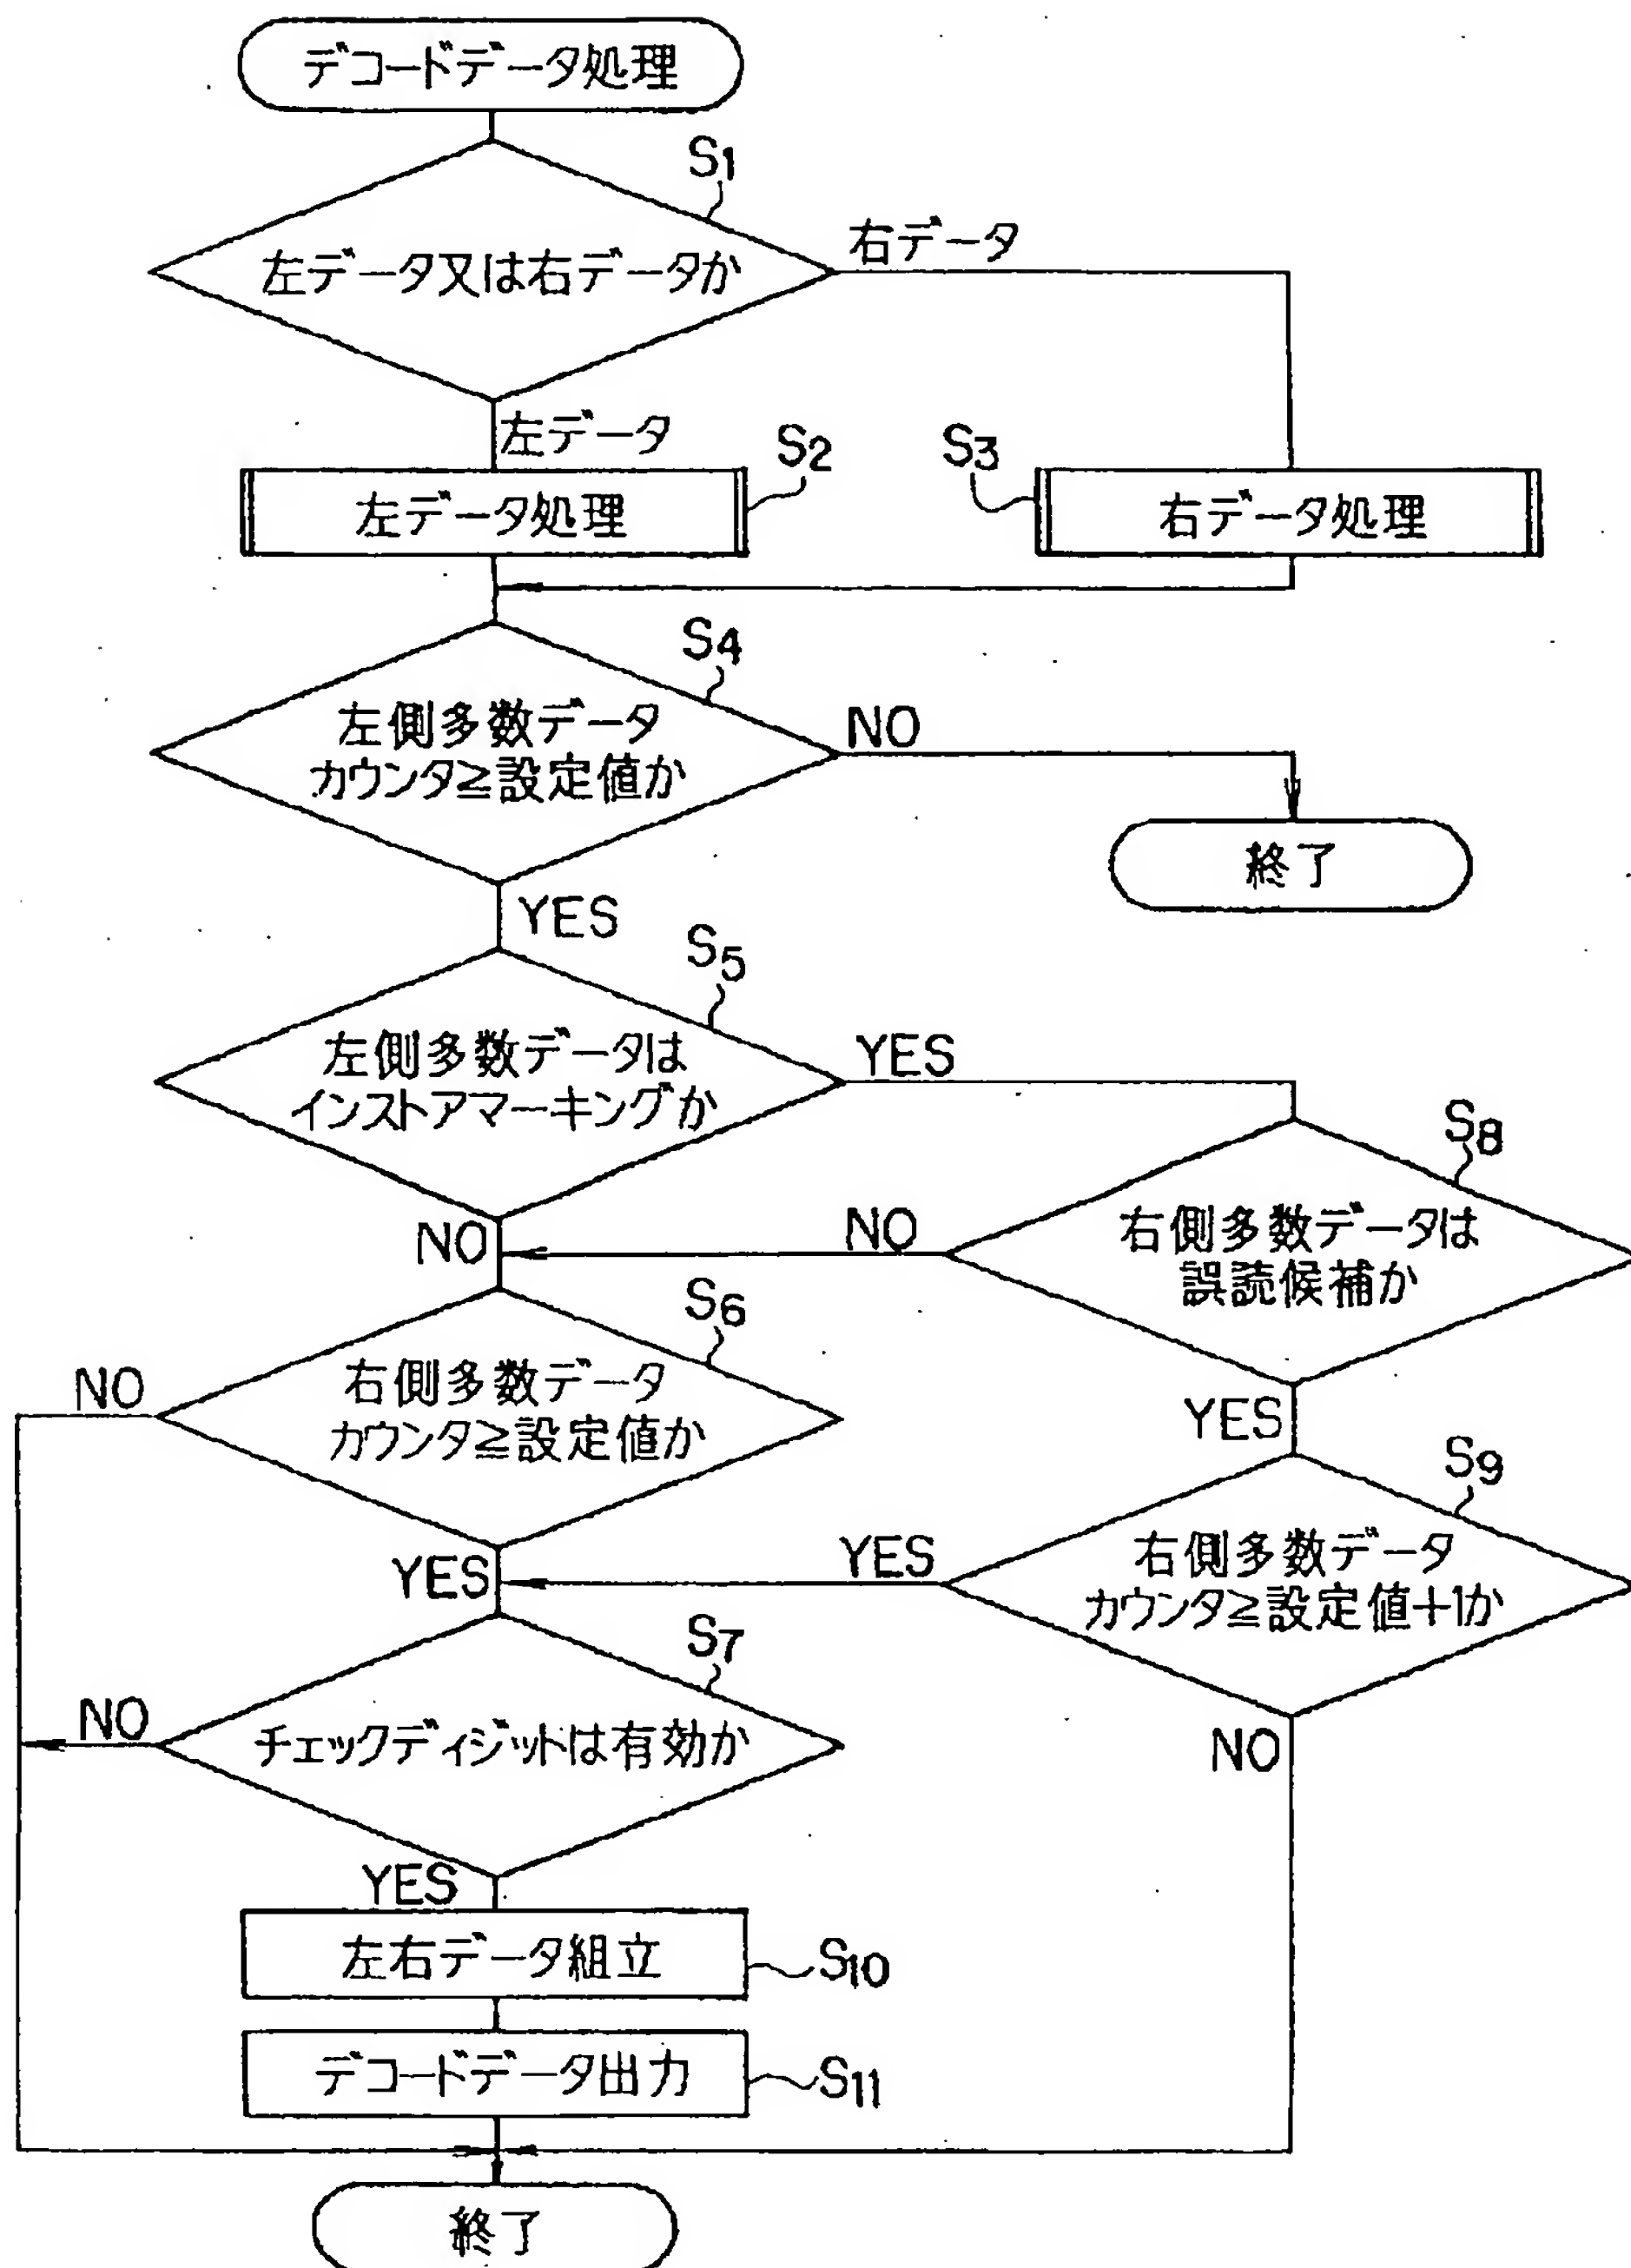 デコードデータ処理
S1
左データ又は右データか
右データ
左データ
S2
S3
左データ処理
右データ処理
S4
左側多数データ
カウンタ≧設定値か
NO
終了
YES
S5
左側多数データは
インストアマーキングか
YES
S8
右側多数データは
誤読候補か
NO
NO
S6
右側多数データ
カウンタ≧設定値か
NO
YES
S9
右側多数データ
カウンタ≧設定値+1か
YES
YES
S7
チェックディジットは有効か
NO
NO
YES
左右データ組立
S10
デコードデータ出力
S11
終了